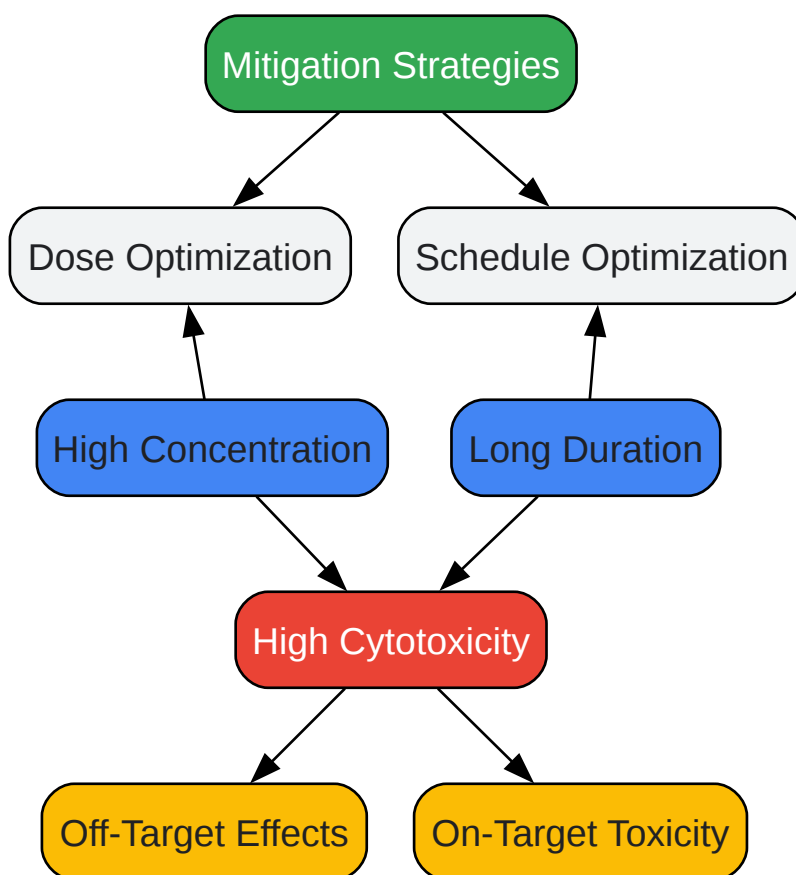 Mitigation Strategies
Dose Optimization
Schedule Optimization
High Concentration
Long Duration
High Cytotoxicity
Off-Target Effects
On-Target Toxicity